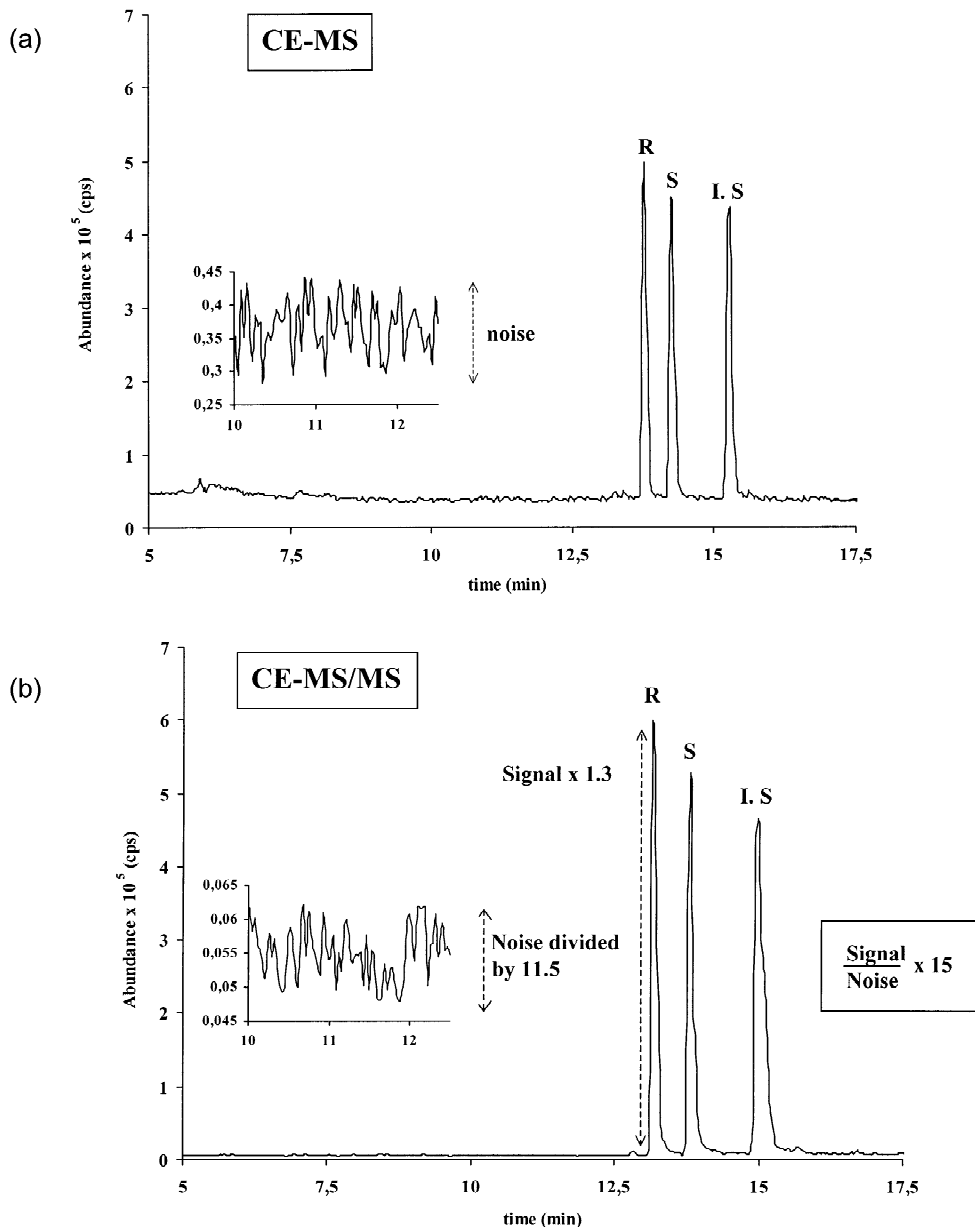 (a)
CE-MS
7
6
5
4
3
2
1
0
Abundance x 10 5 (cps)
R
S
I. S
0,45
0,4
0,35
0,3
0,25
10 11 12
noise
5 7,5 10 12,5 15 17,5
time (min)
(b)
CE-MS/MS
7
6
5
4
3
2
1
0
Abundance x 10 5 (cps)
R
S
I. S
Signal x 1.3
0,065
0,06
0,055
0,05
0,045
10 11 12
Noise divided
by 11.5
Signal
Noise
x 15
5 7,5 10 12,5 15 17,5
time (min)